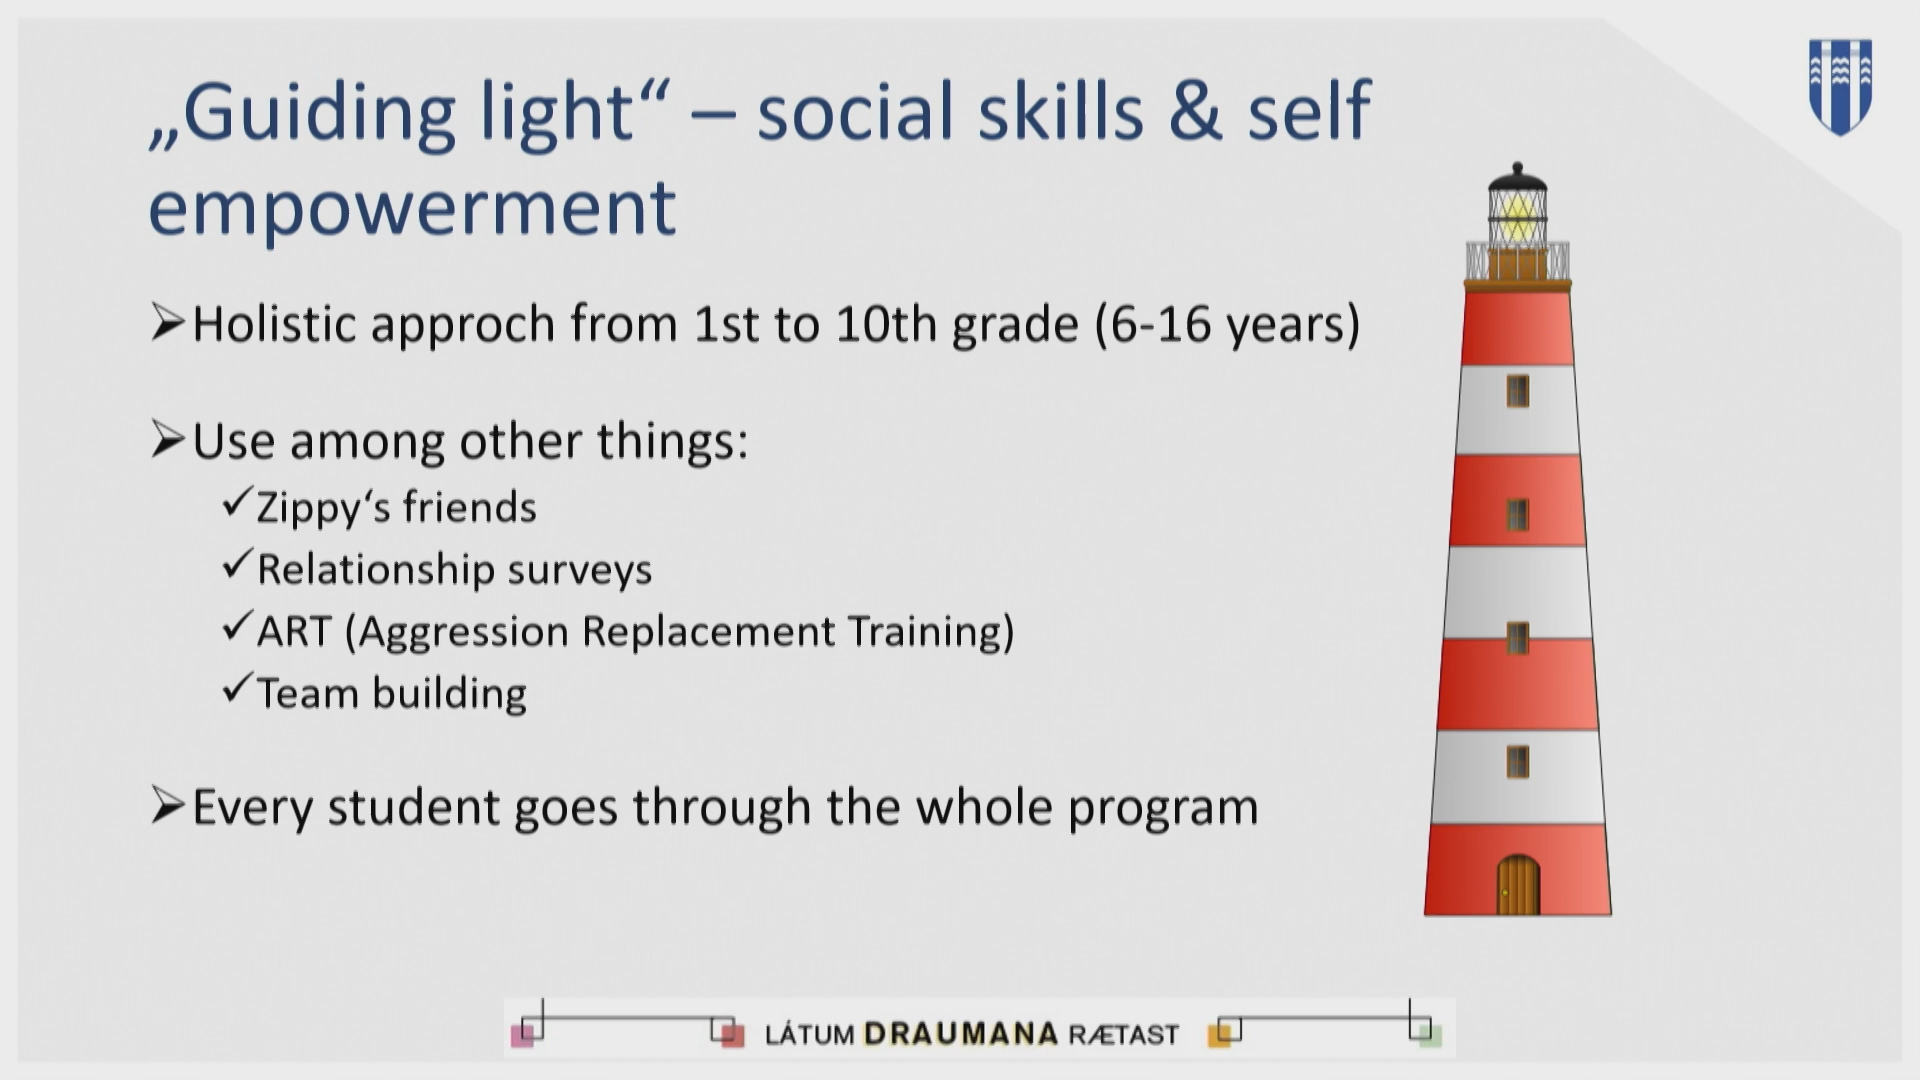 „Guiding light“ – social skills & self
empowerment
Holistic approch from 1st to 10th grade (6-16 years)
Use among other things:
Zippy‘s friends
Relationship surveys
ART (Aggression Replacement Training)
Team building
Every student goes through the whole program
LÁTUM DRAUMANA RÆTAST